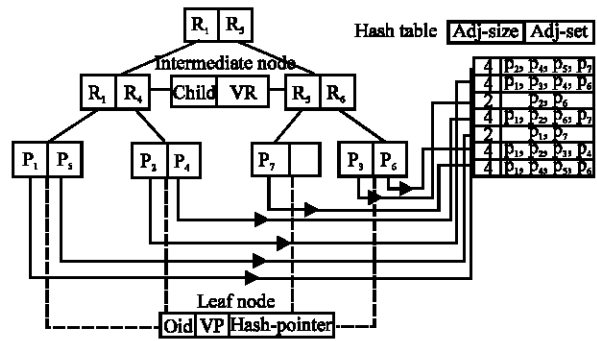 R₁ R₅
Hash table Adj-size Adj-set
Intermediate node
R₁ R₄ Child VR R₅ R₆
P₁ P₅ P₂ P₄ P₇ P₃ P₆
4 p₂, p₄, p₅, p₇
4 p₁, p₃, p₄, p₆
2 p₂, p₆
4 p₁, p₂, p₆, p₇
2 p₁, p₇
4 p₁, p₂, p₃, p₄
4 p₁, p₄, p₅, p₆
Leaf node
Oid VP Hash-pointer